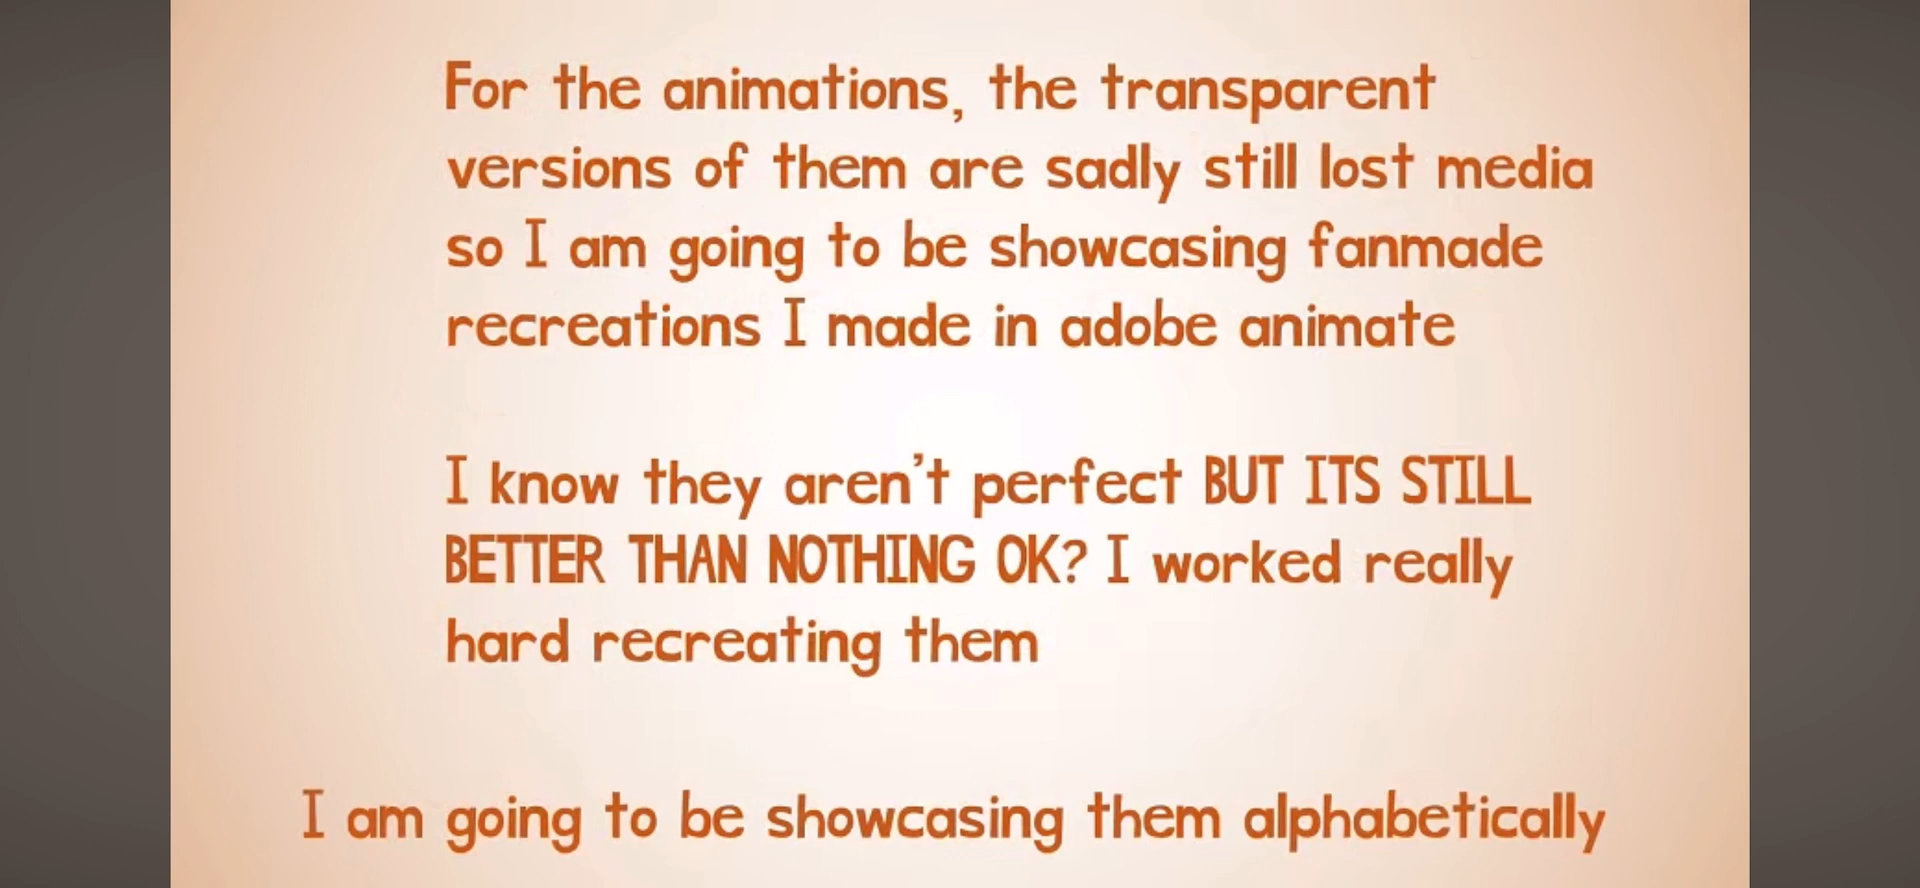 For the animations, the transparent
versions of them are sadly still lost media
so I am going to be showcasing fanmade
recreations I made in adobe animate
I know they aren't perfect BUT ITS STILL
BETTER THAN NOTHING OK? I worked really
hard recreating them
I am going to be showcasing them alphabetically